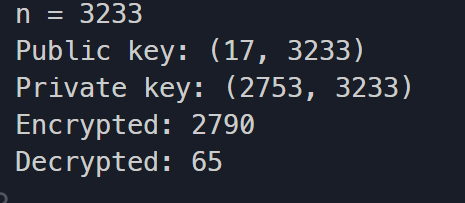 n = 3233
Public key: (17, 3233)
Private key: (2753, 3233)
Encrypted: 2790
Decrypted: 65